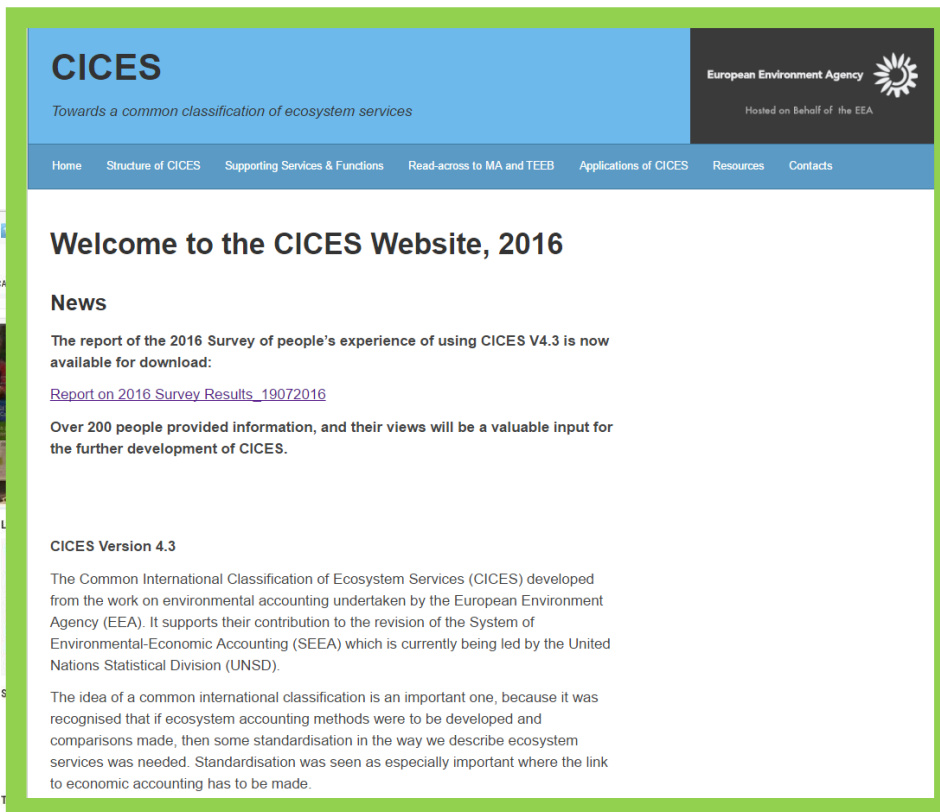 CICES
Towards a common classification of ecosystem services
European Environment Agency
Hosted on Behalf of the EEA
Home Structure of CICES Supporting Services & Functions Read-across to MA and TEEB Applications of CICES Resources Contacts
Welcome to the CICES Website, 2016
News
The report of the 2016 Survey of people’s experience of using CICES V4.3 is now
available for download:
Report on 2016 Survey Results_19072016
Over 200 people provided information, and their views will be a valuable input for
the further development of CICES.
CICES Version 4.3
The Common International Classification of Ecosystem Services (CICES) developed
from the work on environmental accounting undertaken by the European Environment
Agency (EEA). It supports their contribution to the revision of the System of
Environmental-Economic Accounting (SEEA) which is currently being led by the United
Nations Statistical Division (UNSD).
The idea of a common international classification is an important one, because it was
recognised that if ecosystem accounting methods were to be developed and
comparisons made, then some standardisation in the way we describe ecosystem
services was needed. Standardisation was seen as especially important where the link
to economic accounting has to be made.